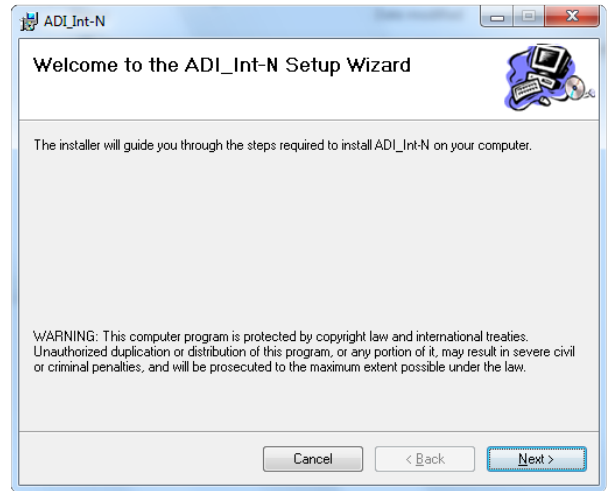 ADI_Int-N
Welcome to the ADI_Int-N Setup Wizard
The installer will guide you through the steps required to install ADI_Int-N on your computer.
WARNING: This computer program is protected by copyright law and international treaties.
Unauthorized duplication or distribution of this program, or any portion of it, may result in severe civil
or criminal penalties, and will be prosecuted to the maximum extent possible under the law.
Cancel
< Back
Next >